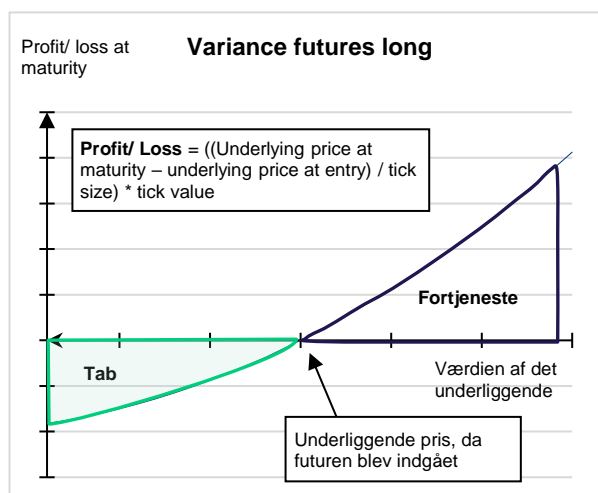 Profit/ loss at
maturity
Variance futures long
Profit/ Loss = ((Underlying price at
maturity – underlying price at entry) / tick
size) * tick value
Fortjeneste
Tab
Værdien af det
underliggende
Underliggende pris, da
futuren blev indgået